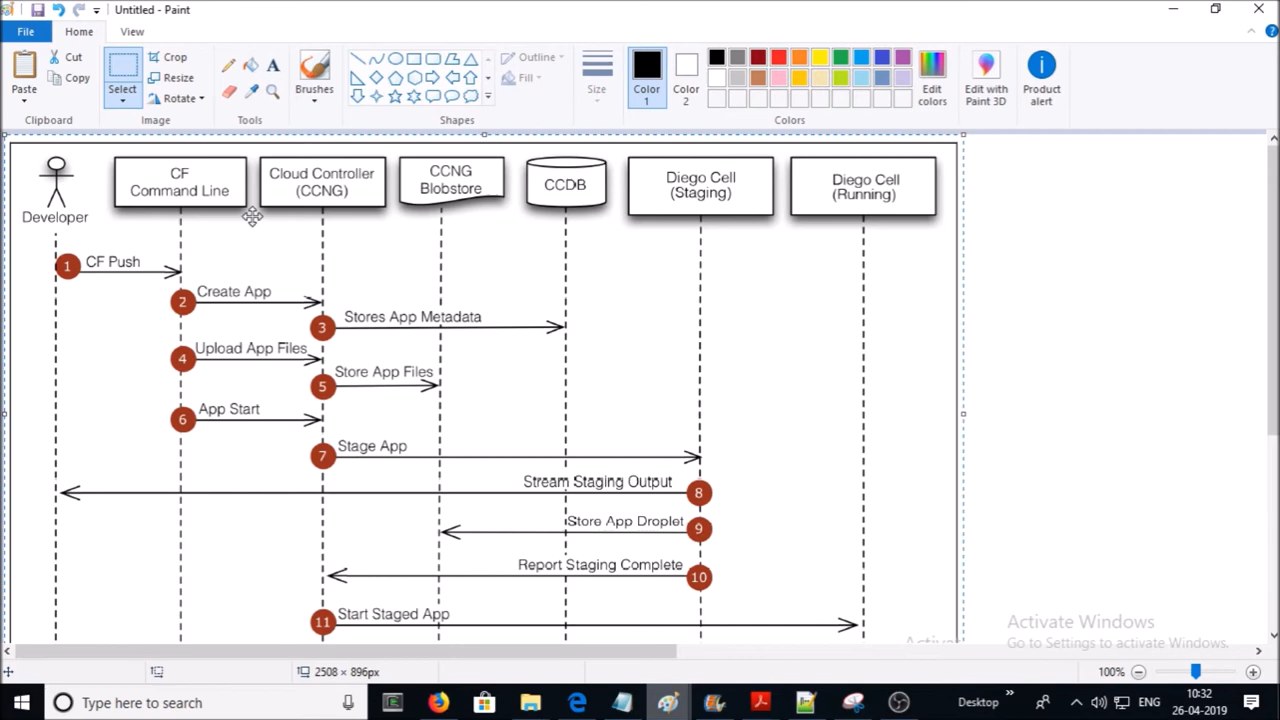 Untitled - Paint
File
Home
View
Paste
Cut
Copy
Clipboard
Select
Crop
Resize
Rotate
Image
A
Tools
Brushes
Outline
Fill
Shapes
Size
Color
1
Color
2
Edit
colors
Colors
Edit with
Paint 3D
Product
alert
Developer
CF
Command Line
Cloud Controller
(CCNG)
CCNG
Blobstore
CCDB
Diego Cell
(Staging)
Diego Cell
(Running)
1 CF Push
2 Create App
3 Stores App Metadata
4 Upload App Files
5 Store App Files
6 App Start
7 Stage App
Stream Staging Output 8
Store App Droplet 9
Report Staging Complete 10
11 Start Staged App
Activate Windows
Go to Settings to activate Windows.
2508 × 896px
100%
Type here to search
Desktop
ENG
10:32
26-04-2019